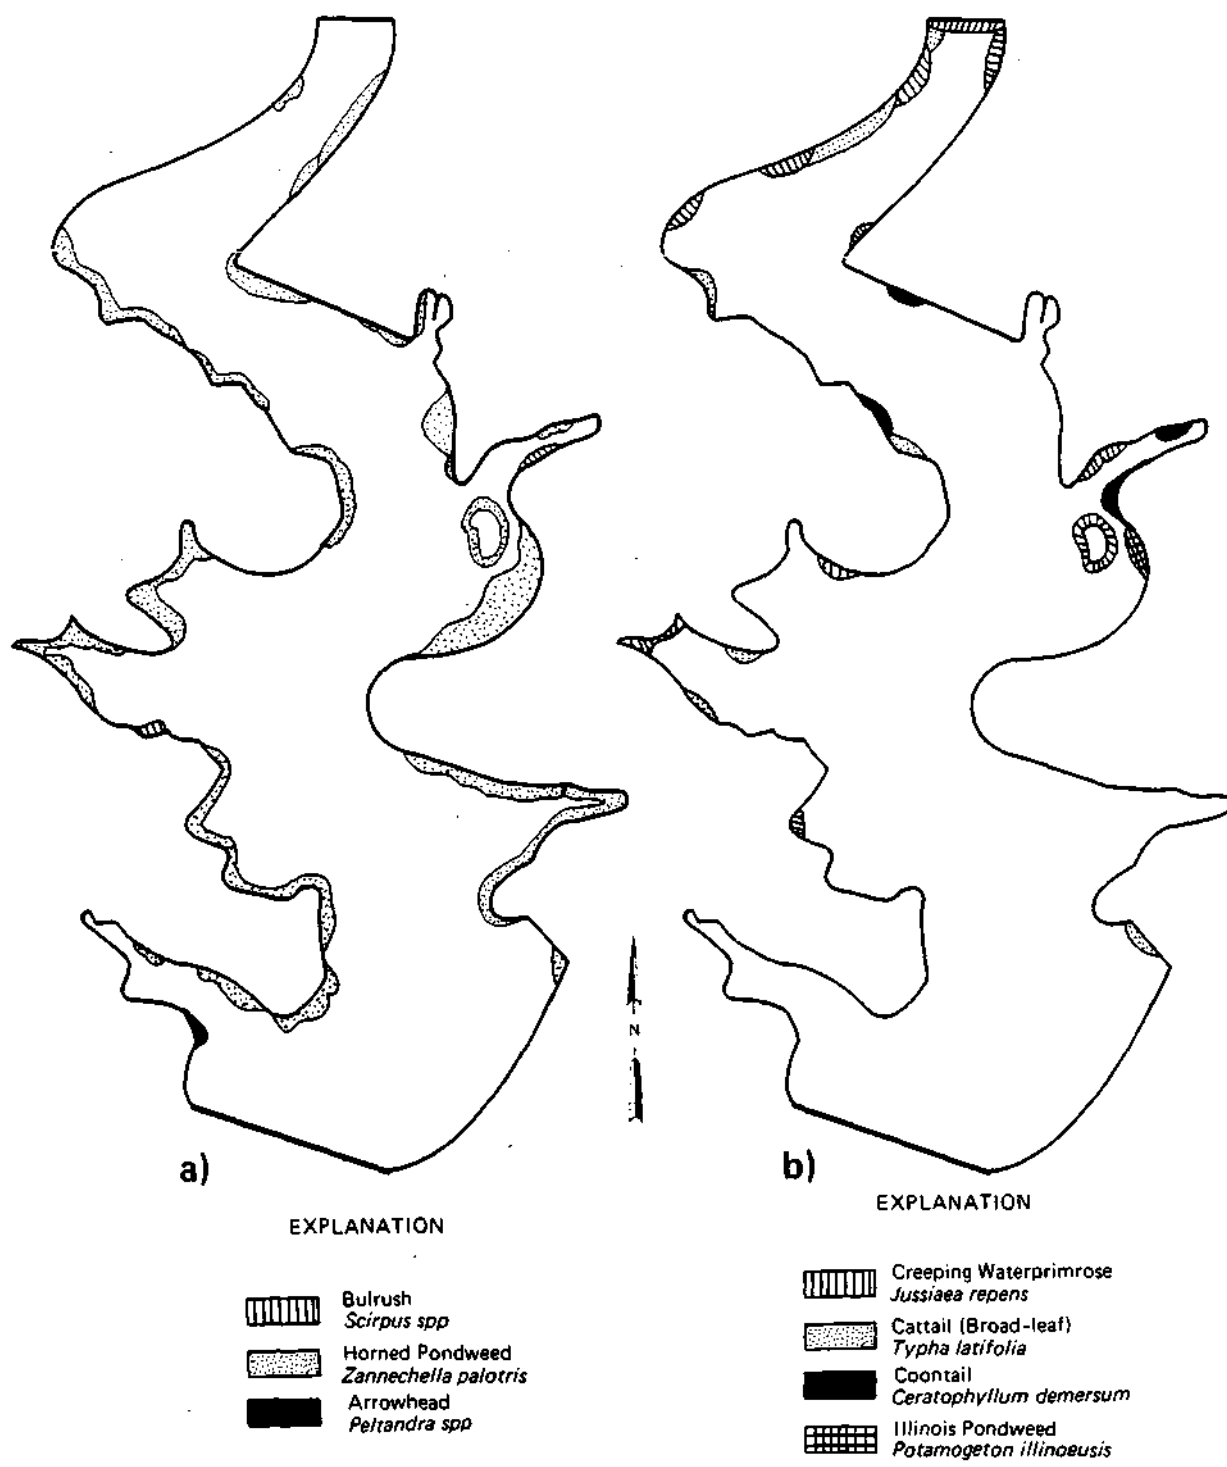 N
a)
b)
EXPLANATION
Bulrush
Scirpus spp
Horned Pondweed
Zannechella palotris
Arrowhead
Peltandra spp
EXPLANATION
Creeping Waterprimrose
Jussiaea repens
Cattail (Broad-leaf)
Typha latifolia
Coontail
Ceratophyllum demersum
Illinois Pondweed
Potamogeton illinoeusis